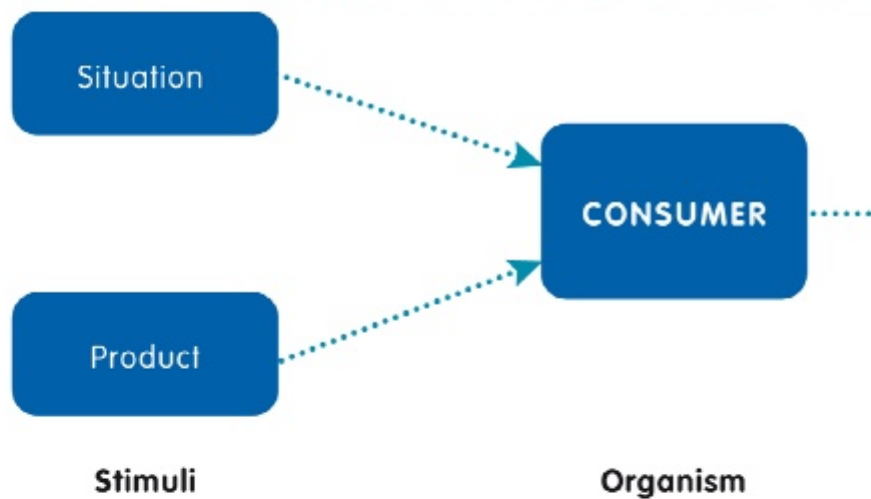 Situation
CONSUMER
Product
Stimuli
Organism